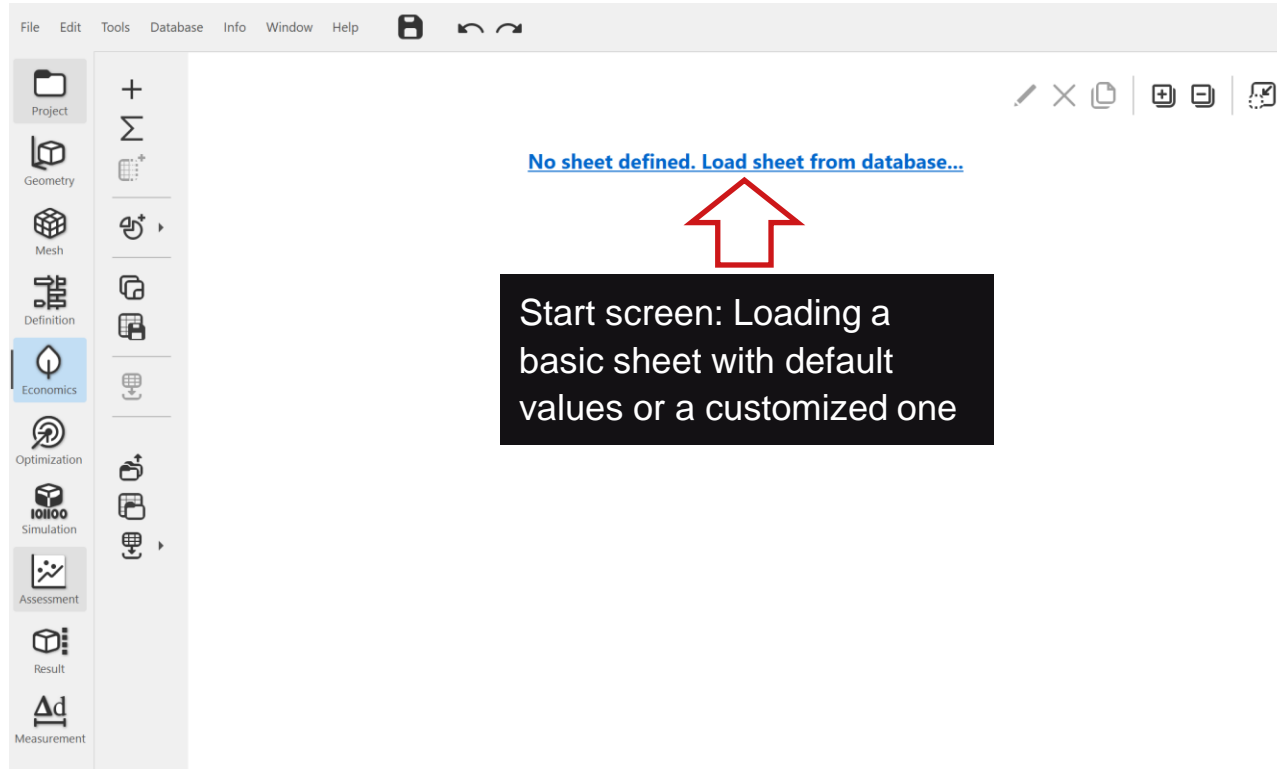 File Edit Tools Database Info Window Help
Project
Geometry
Mesh
Definition
Economics
Optimization
Simulation
Assessment
Result
Δd
Measurement
No sheet defined. Load sheet from database...
Start screen: Loading a
basic sheet with default
values or a customized one